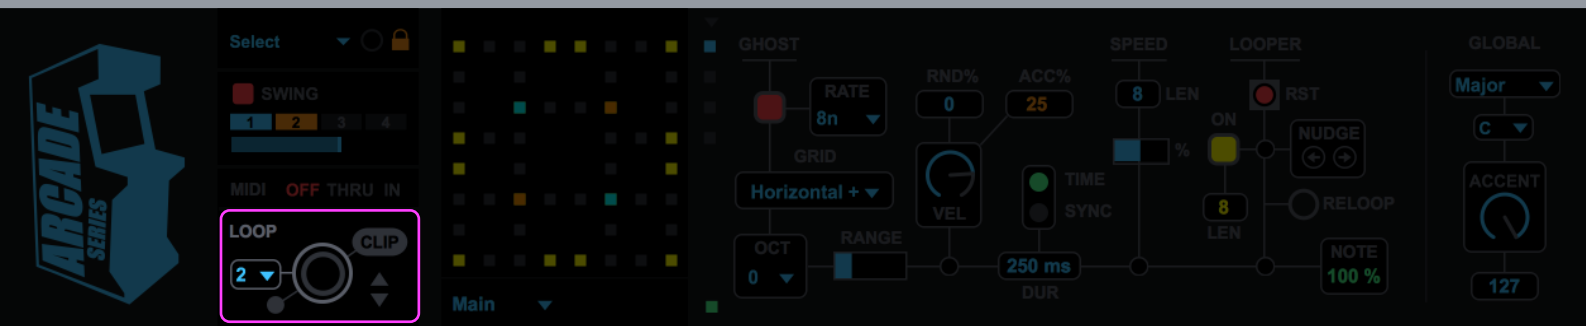 ARCADE
SERIES
Select
SWING
1 2 3 4
MIDI OFF THRU IN
LOOP
CLIP
2
Main
GHOST
RATE
8n
GRID
Horizontal +
OCT
0
RANGE
RND%
0
ACC%
25
VEL
TIME
SYNC
250 ms
DUR
SPEED
8 LEN
%
LOOPER
RST
ON
NUDGE
8
LEN
RELOOP
NOTE
100 %
GLOBAL
Major
C
ACCENT
127